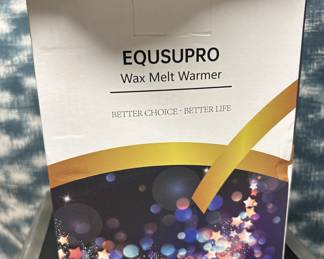 EQUSUPRO
Wax Melt Warmer
BETTER CHOICE · BETTER LIFE